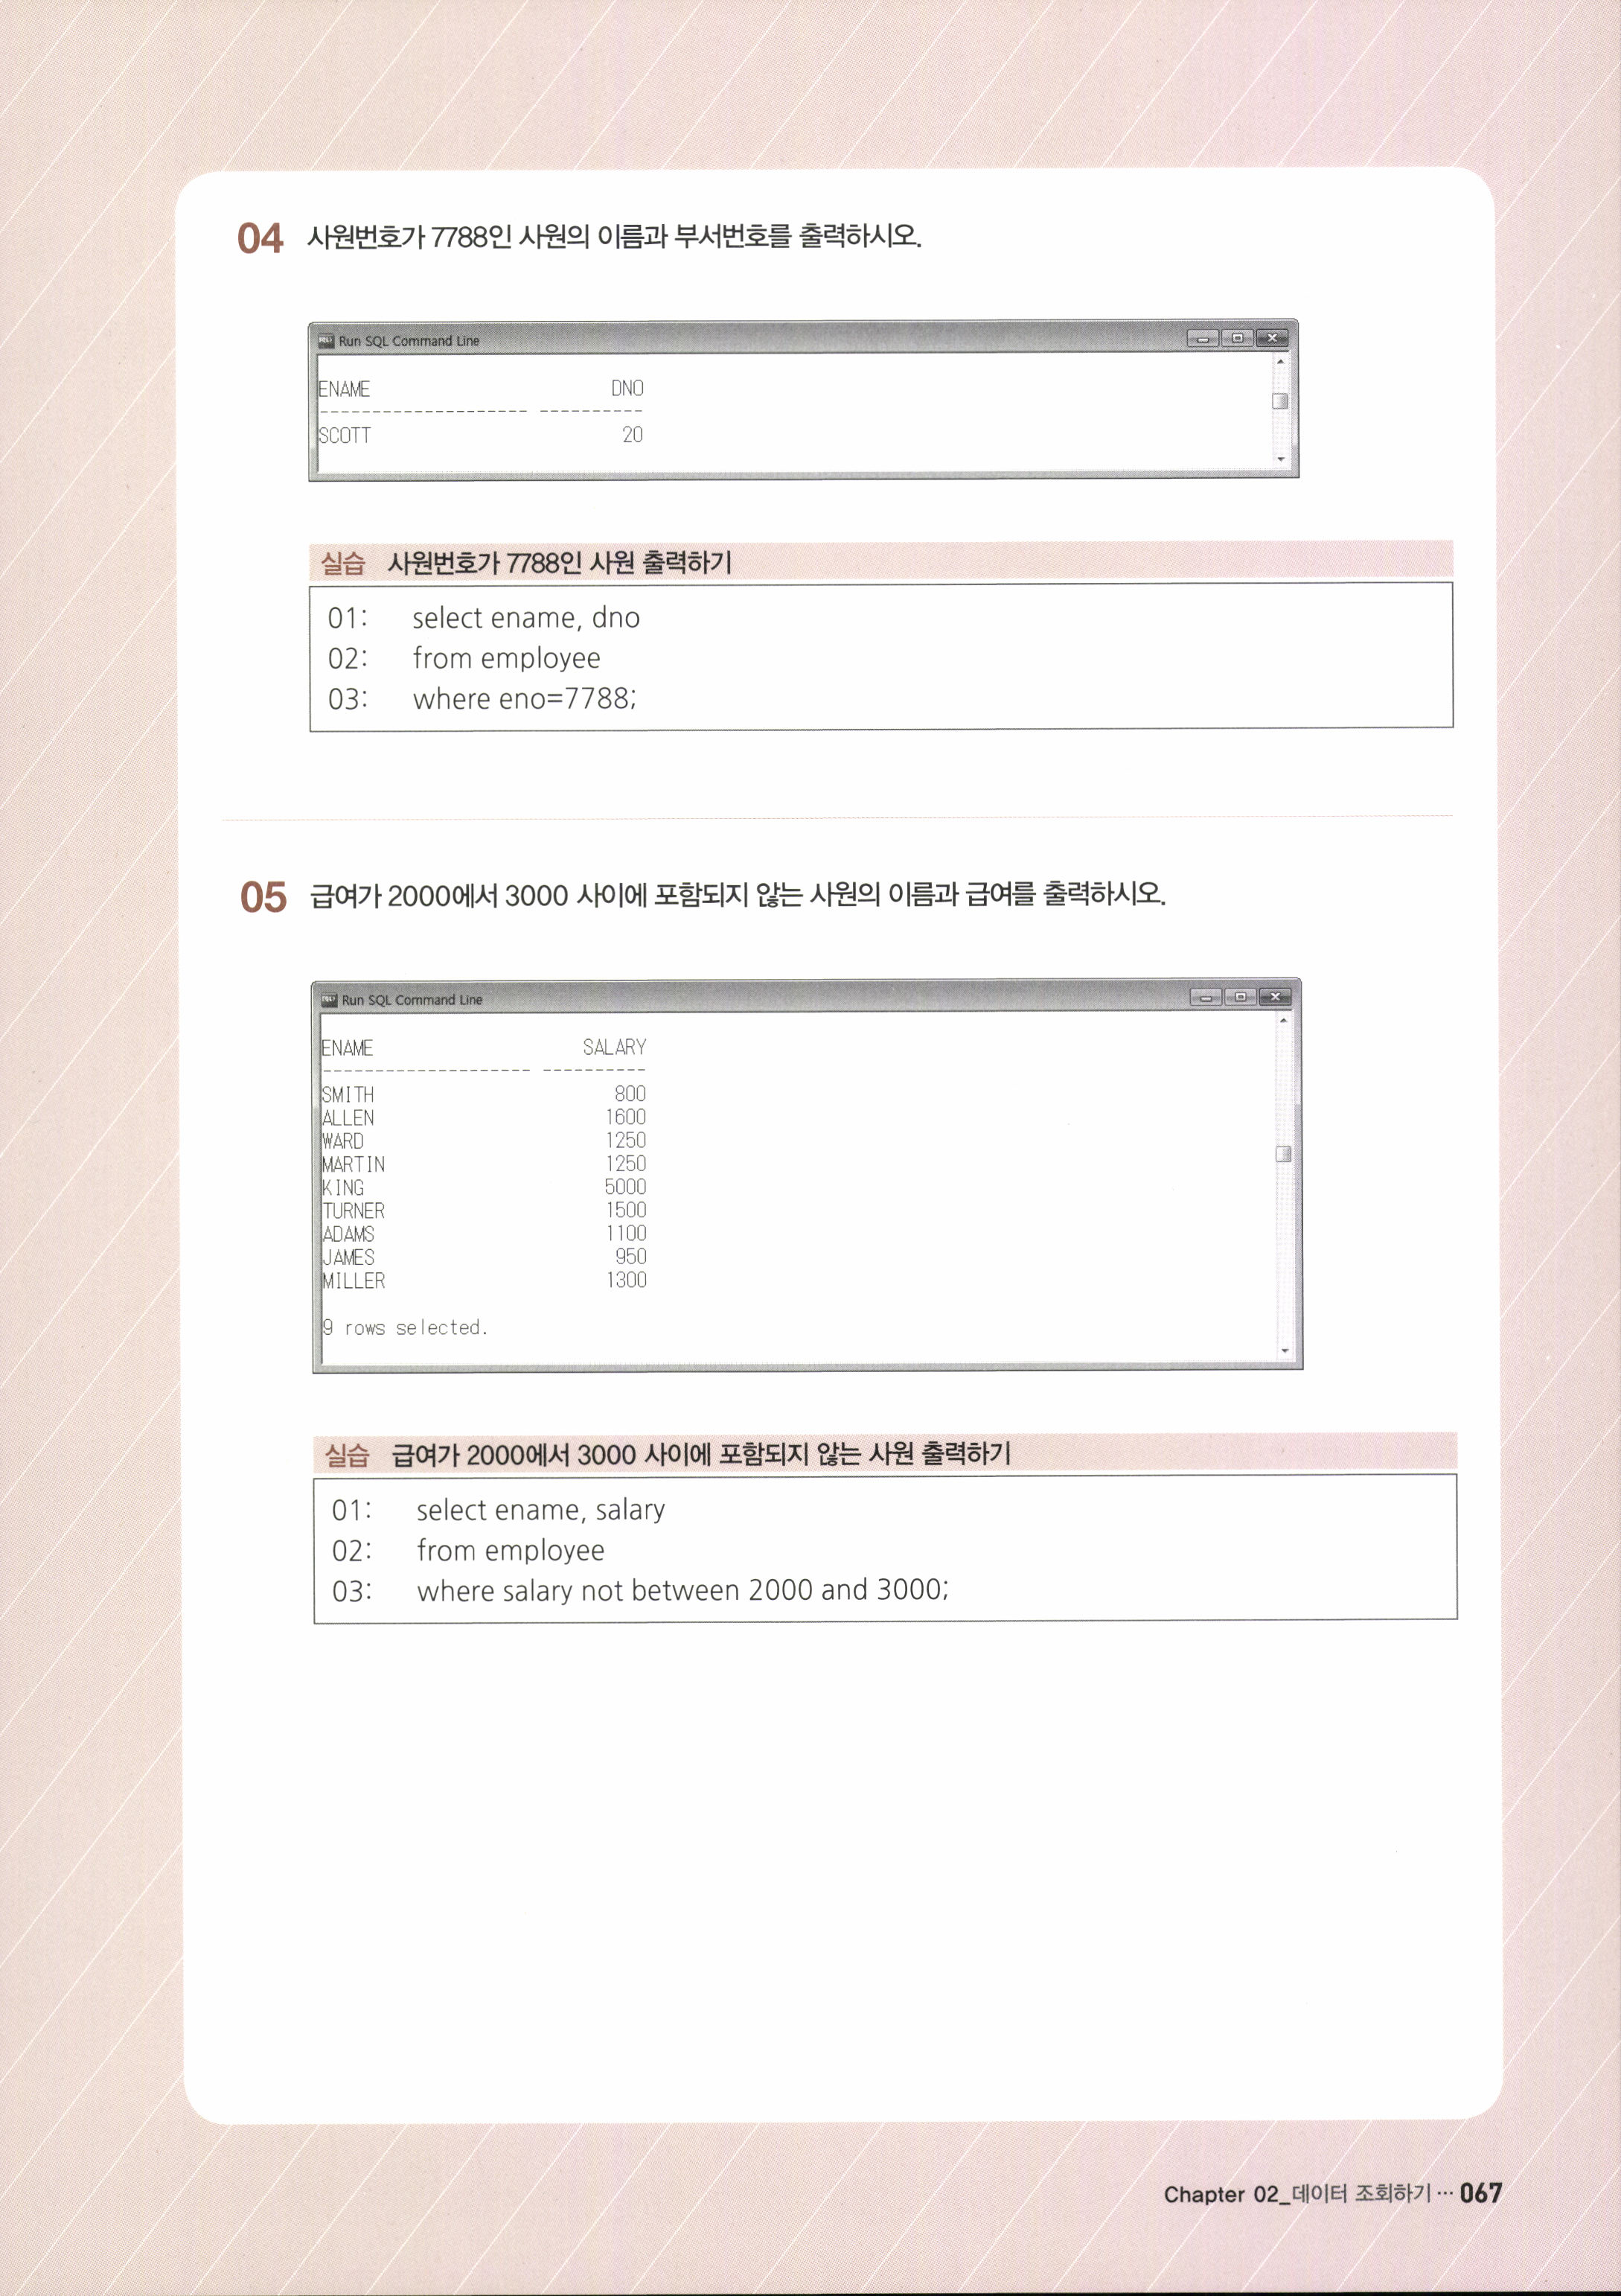 04 사원번호가 7788인 사원의 이름과 부서번호를 출력하시오.
Run SQL Command Line
ENAME DNO
-------------------- ----------
SCOTT 20
실습 사원번호가 7788인 사원 출력하기
01: select ename, dno
02: from employee
03: where eno=7788;
05 급여가 2000에서 3000 사이에 포함되지 않는 사원의 이름과 급여를 출력하시오.
Run SQL Command Line
ENAME SALARY
-------------------- ----------
SMITH 800
ALLEN 1600
WARD 1250
MARTIN 1250
KING 5000
TURNER 1500
ADAMS 1100
JAMES 950
MILLER 1300
9 rows selected.
실습 급여가 2000에서 3000 사이에 포함되지 않는 사원 출력하기
01: select ename, salary
02: from employee
03: where salary not between 2000 and 3000;
Chapter 02_데이터 조회하기 ··· 067